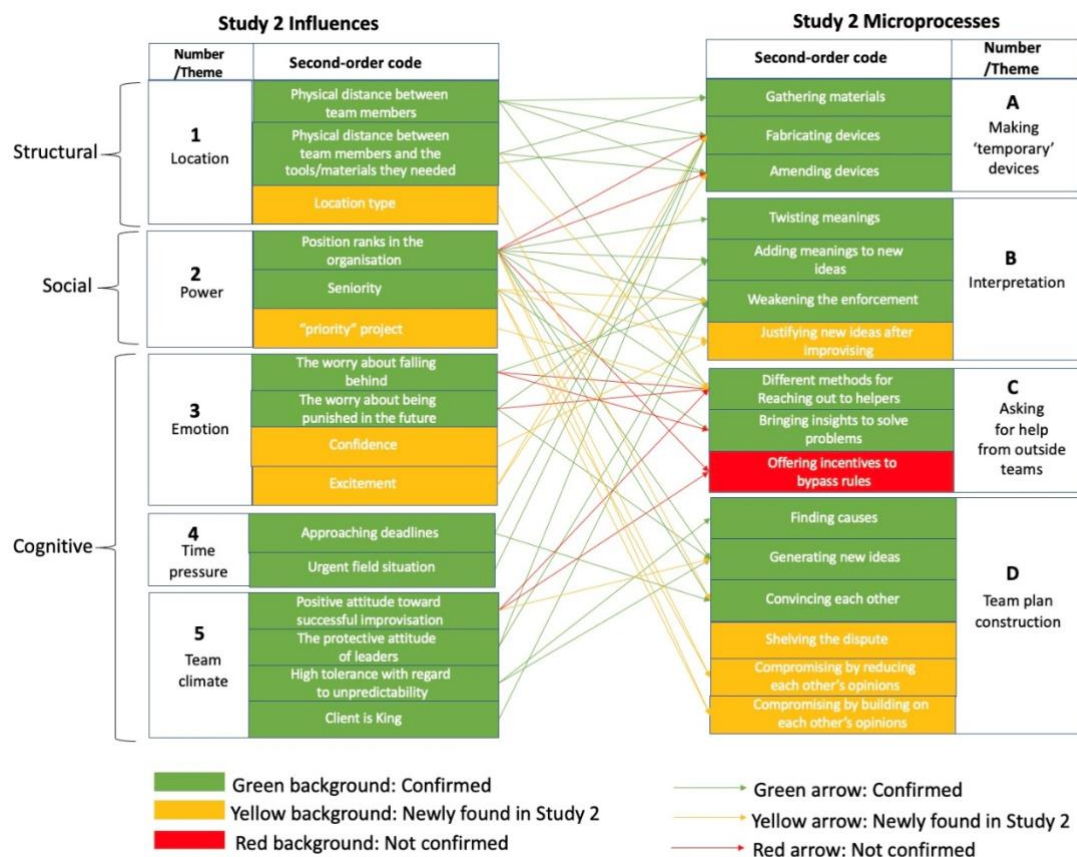 Study 2 Influences
Number
/Theme
Second-order code
Structural
1
Location
Physical distance between
team members
Physical distance between
team members and the
tools/materials they needed
Location type
Social
2
Power
Position ranks in the
organisation
Seniority
"priority" project
Cognitive
3
Emotion
The worry about falling
behind
The worry about being
punished in the future
Confidence
Excitement
4
Time
pressure
Approaching deadlines
Urgent field situation
5
Team
climate
Positive attitude toward
successful improvisation
The protective attitude
of leaders
High tolerance with regard
to unpredictability
Client is King
Study 2 Microprocesses
Second-order code
Number
/Theme
Gathering materials
Fabricating devices
Amending devices
A
Making
'temporary'
devices
Twisting meanings
Adding meanings to new
ideas
Weakening the enforcement
Justifying new ideas after
improvising
B
Interpretation
Different methods for
Reaching out to helpers
Bringing insights to solve
problems
Offering incentives to
bypass rules
C
Asking
for help
from outside
teams
Finding causes
Generating new ideas
Convincing each other
Shelving the dispute
Compromising by reducing
each other's opinions
Compromising by building on
each other's opinions
D
Team plan
construction
Green background: Confirmed
Yellow background: Newly found in Study 2
Red background: Not confirmed
Green arrow: Confirmed
Yellow arrow: Newly found in Study 2
Red arrow: Not confirmed